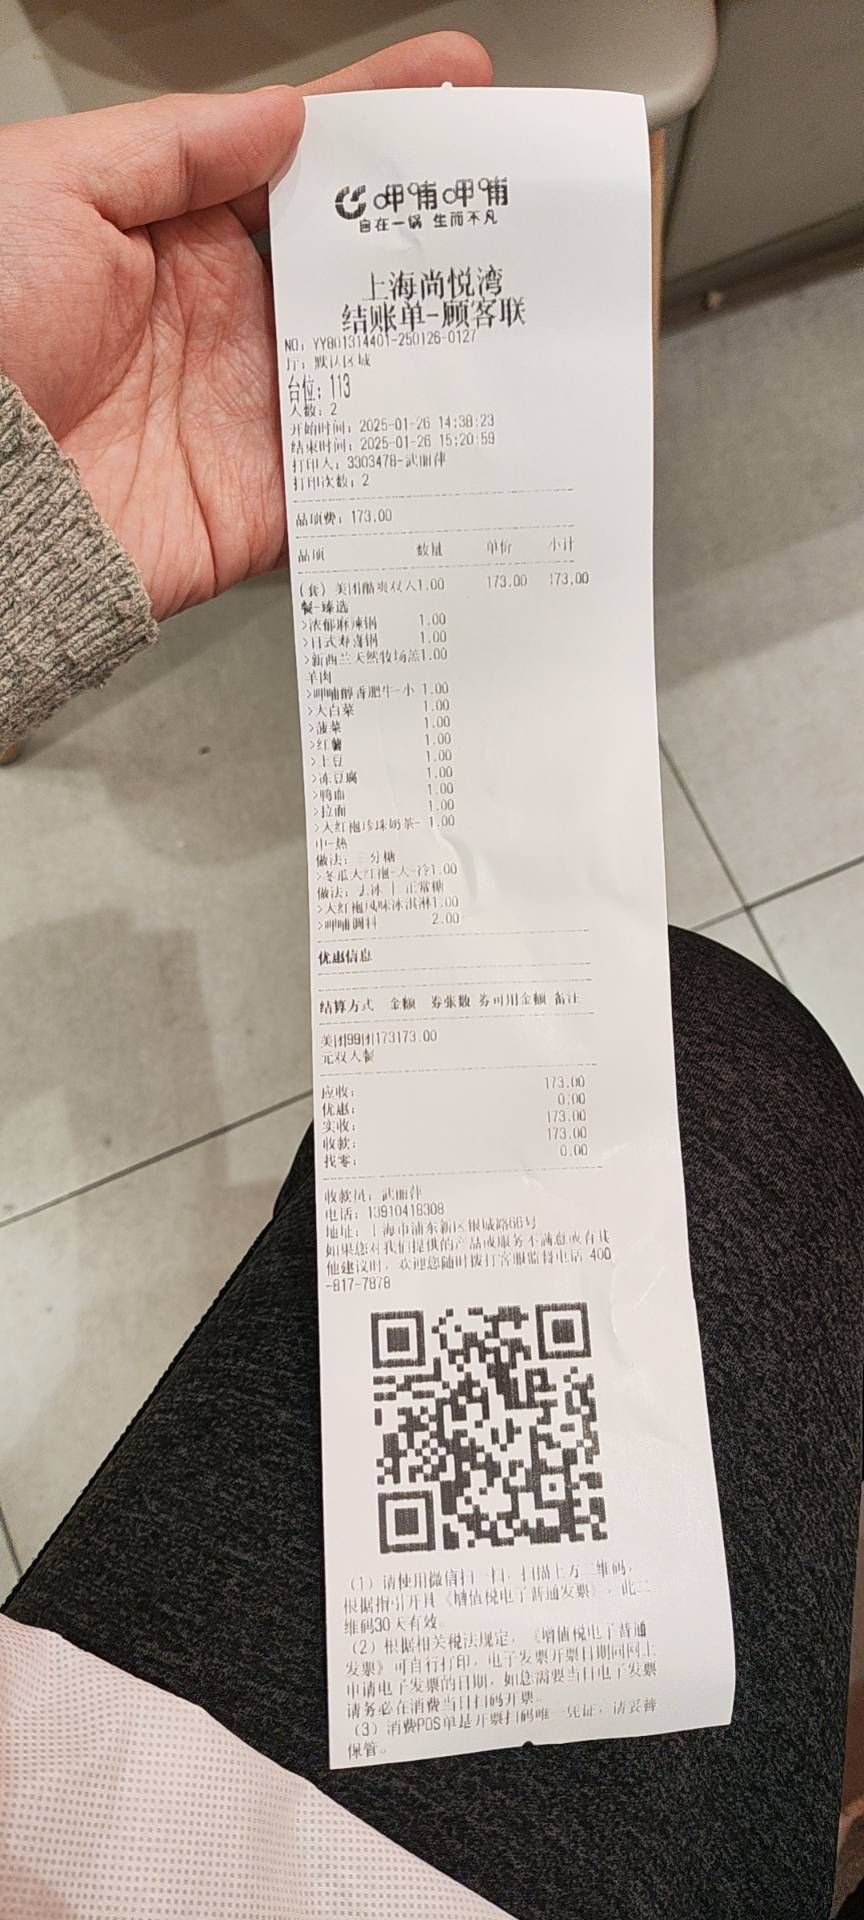 呷哺呷哺
自在一锅 生而不凡
上海尚悦湾
结账单-顾客联
NO: YY801314401-250126-0127
厅: 默认区域
台位: 113
人数: 2
开始时间: 2025-01-26 14:38:23
结束时间: 2025-01-26 15:20:59
打印人: 3303478-武丽萍
打印次数: 2
品项费: 173.00
品项 数量 单价 小计
(套) 美团酷爽双人1.00 173.00 173.00
餐-臻选
>浓郁麻辣锅 1.00
>日式寿喜锅 1.00
>新西兰天然牧场羔1.00
羊肉
>呷哺醇香肥牛-小 1.00
>大白菜 1.00
>菠菜 1.00
>红薯 1.00
>土豆 1.00
>冻豆腐 1.00
>鸭血 1.00
>拉面 1.00
>大红袍珍珠奶茶- 1.00
中-热
做法: 三分糖
>冬瓜大红袍-大-冷1.00
做法: 去冰 | 正常糖
>大红袍风味冰淇淋1.00
>呷哺调料 2.00
优惠信息
结算方式 金额 券张数 券可用金额 备注
美团99团173173.00
元双人餐
应收: 173.00
优惠: 0.00
实收: 173.00
收款: 173.00
找零: 0.00
收款员: 武丽萍
电话: 13910418308
地址: 上海市浦东新区银城路66号
如果您对我们提供的产品或服务不满意或有其
他建议时, 欢迎您随时拨打客服监督电话 400
-817-7878
(1) 请使用微信扫一扫, 扫描上方二维码,
根据指引开具《增值税电子普通发票》, 此二
维码30天有效。
(2) 根据相关税法规定, 《增值税电子普通
发票》可自行打印, 电子发票开票日期同网上
申请电子发票的日期, 如您需要当日电子发票
请务必在消费当日扫码开票。
(3) 消费POS单是开票扫码唯一凭证, 请妥善
保管。